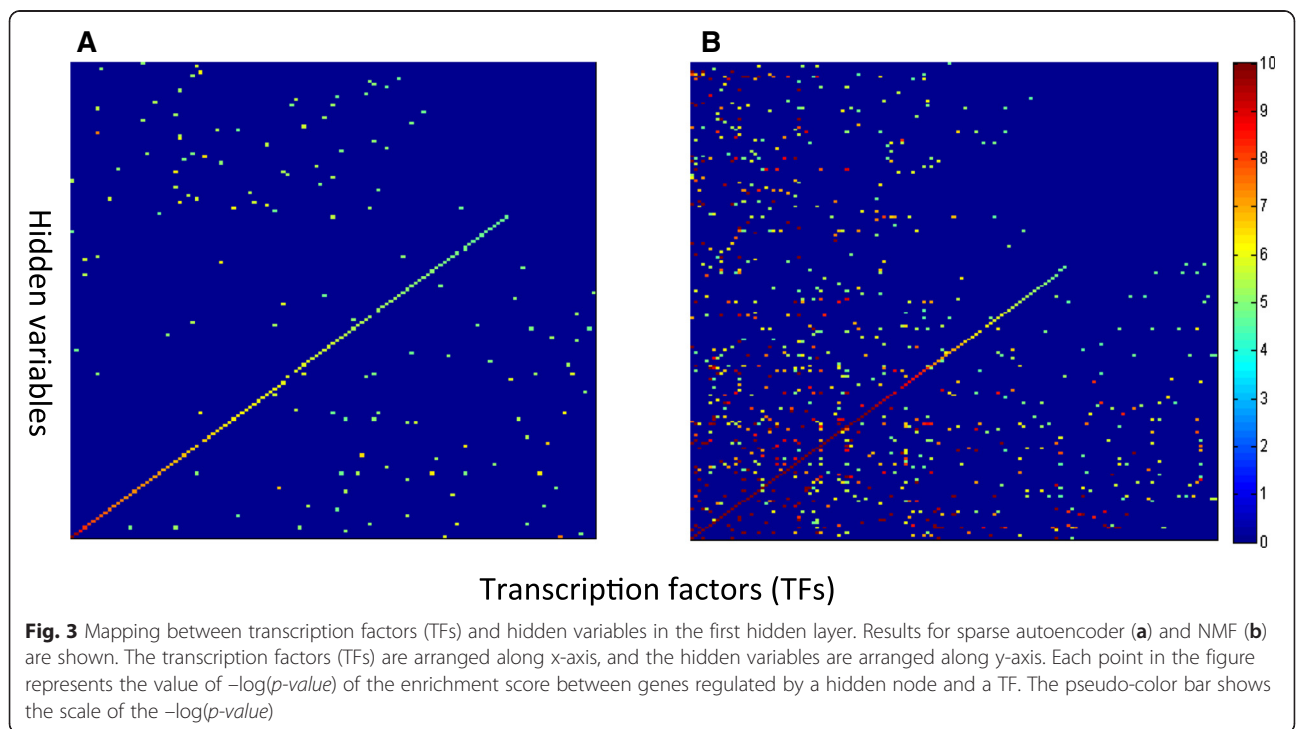 A
B
Hidden variables
10
9
8
7
6
5
4
3
2
1
0
Transcription factors (TFs)
Fig. 3 Mapping between transcription factors (TFs) and hidden variables in the first hidden layer. Results for sparse autoencoder (a) and NMF (b)
are shown. The transcription factors (TFs) are arranged along x-axis, and the hidden variables are arranged along y-axis. Each point in the figure
represents the value of –log(p-value) of the enrichment score between genes regulated by a hidden node and a TF. The pseudo-color bar shows
the scale of the –log(p-value)